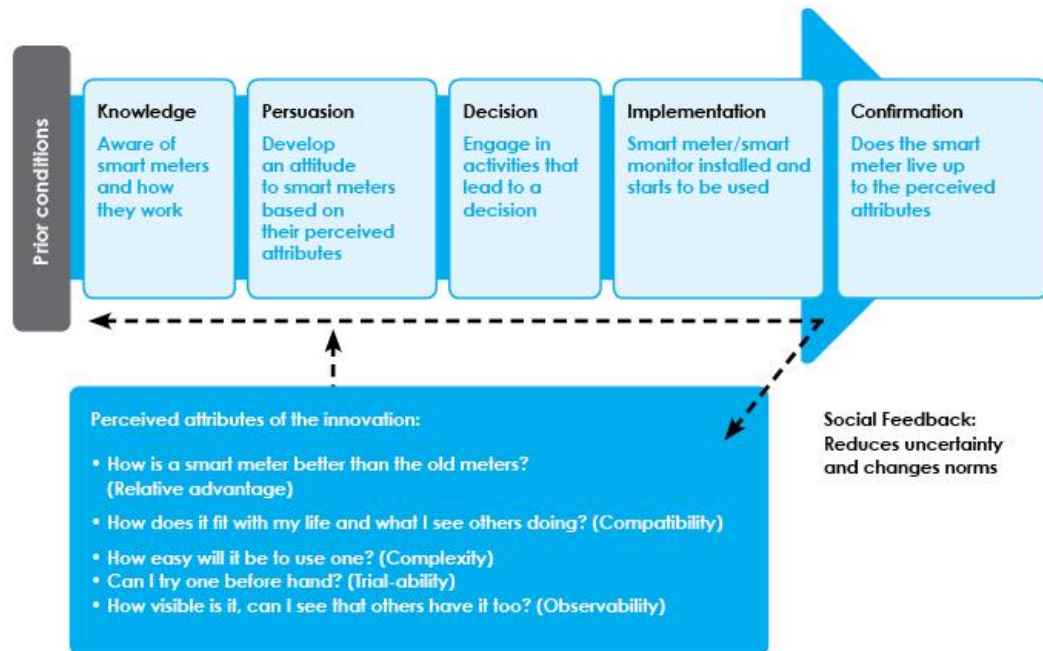 Prior conditions
Knowledge
Aware of
smart meters
and how
they work
Persuasion
Develop
an attitude
to smart meters
based on
their perceived
attributes
Decision
Engage in
activities that
lead to a
decision
Implementation
Smart meter/smart
monitor installed and
starts to be used
Confirmation
Does the smart
meter live up
to the perceived
attributes
Perceived attributes of the innovation:
• How is a smart meter better than the old meters?
(Relative advantage)
• How does it fit with my life and what I see others doing? (Compatibility)
• How easy will it be to use one? (Complexity)
• Can I try one before hand? (Trial-ability)
• How visible is it, can I see that others have it too? (Observability)
Social Feedback:
Reduces uncertainty
and changes norms